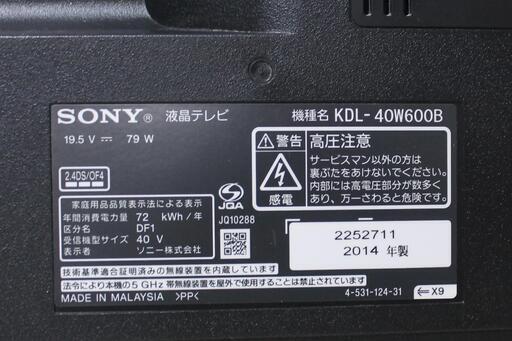 SONY® 液晶テレビ 機種名 KDL-40W600B
19.5 V ⎓ 79 W
2.4DS/OF4
家庭用品品質表示法による表示
年間消費電力量 72 kWh/年
区分名 DF1
受信機型サイズ 40 V
表示者 ソニー株式会社
JQA
JQ10288
警告 高圧注意
感電
サービスマン以外の方は
裏ぶたをあけないでください。
内部には高電圧部分が数多く
あり、万一さわると危険です。
2252711
2014 年製
技術基準適合証明済みの無線装置を内蔵しています
法令により本機の5 GHz 帯無線装置を屋外で使用することは禁止されています
MADE IN MALAYSIA >PP< 4-531-124-31 X9